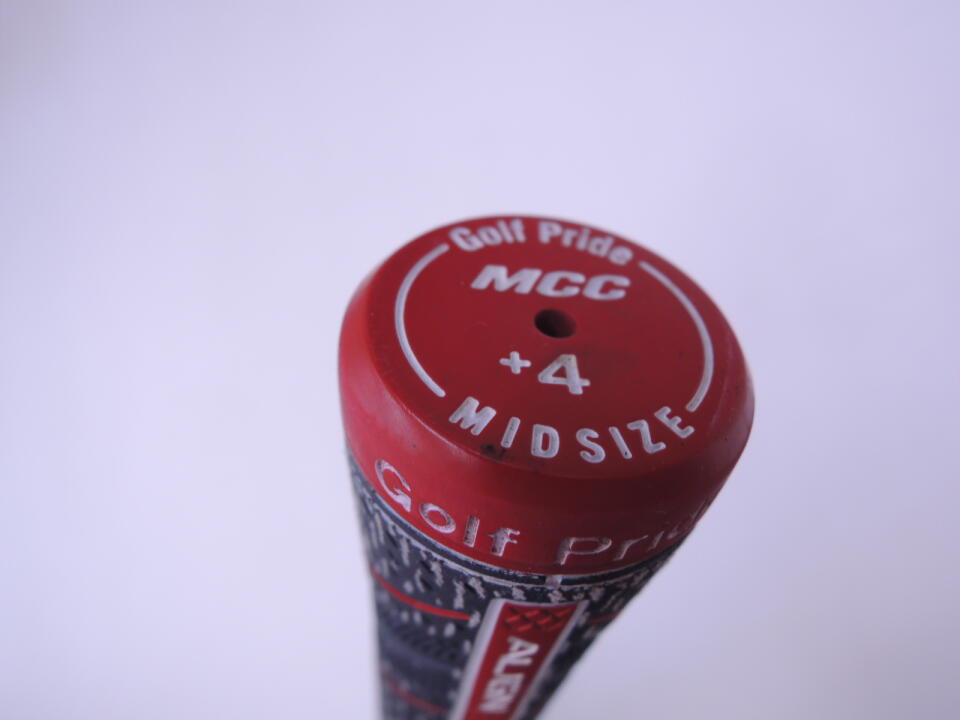 Golf Pride
MCC
+4
MIDSIZE
Golf Pride
ALIGN